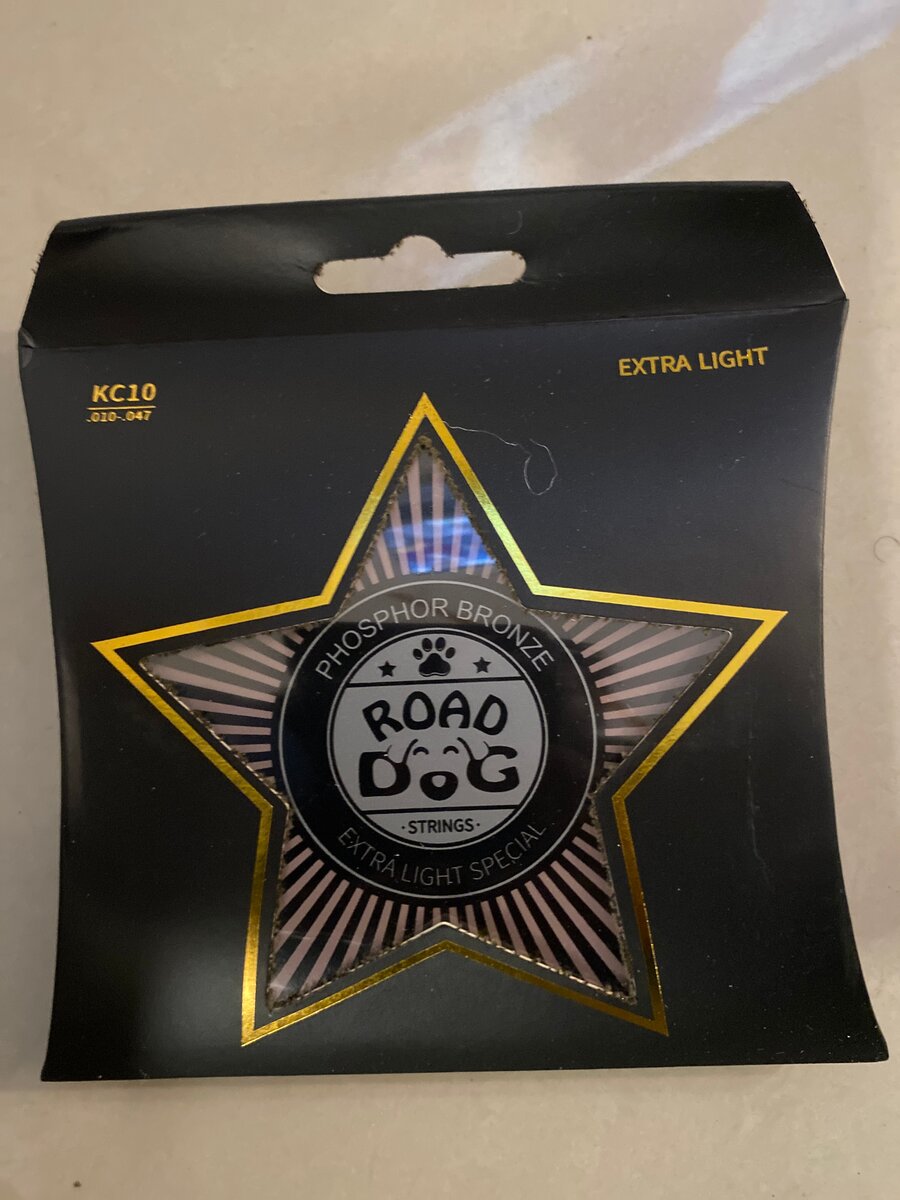 KC10
.010-.047
EXTRA LIGHT
PHOSPHOR BRONZE
ROAD
DOG
·STRINGS·
EXTRA LIGHT SPECIAL